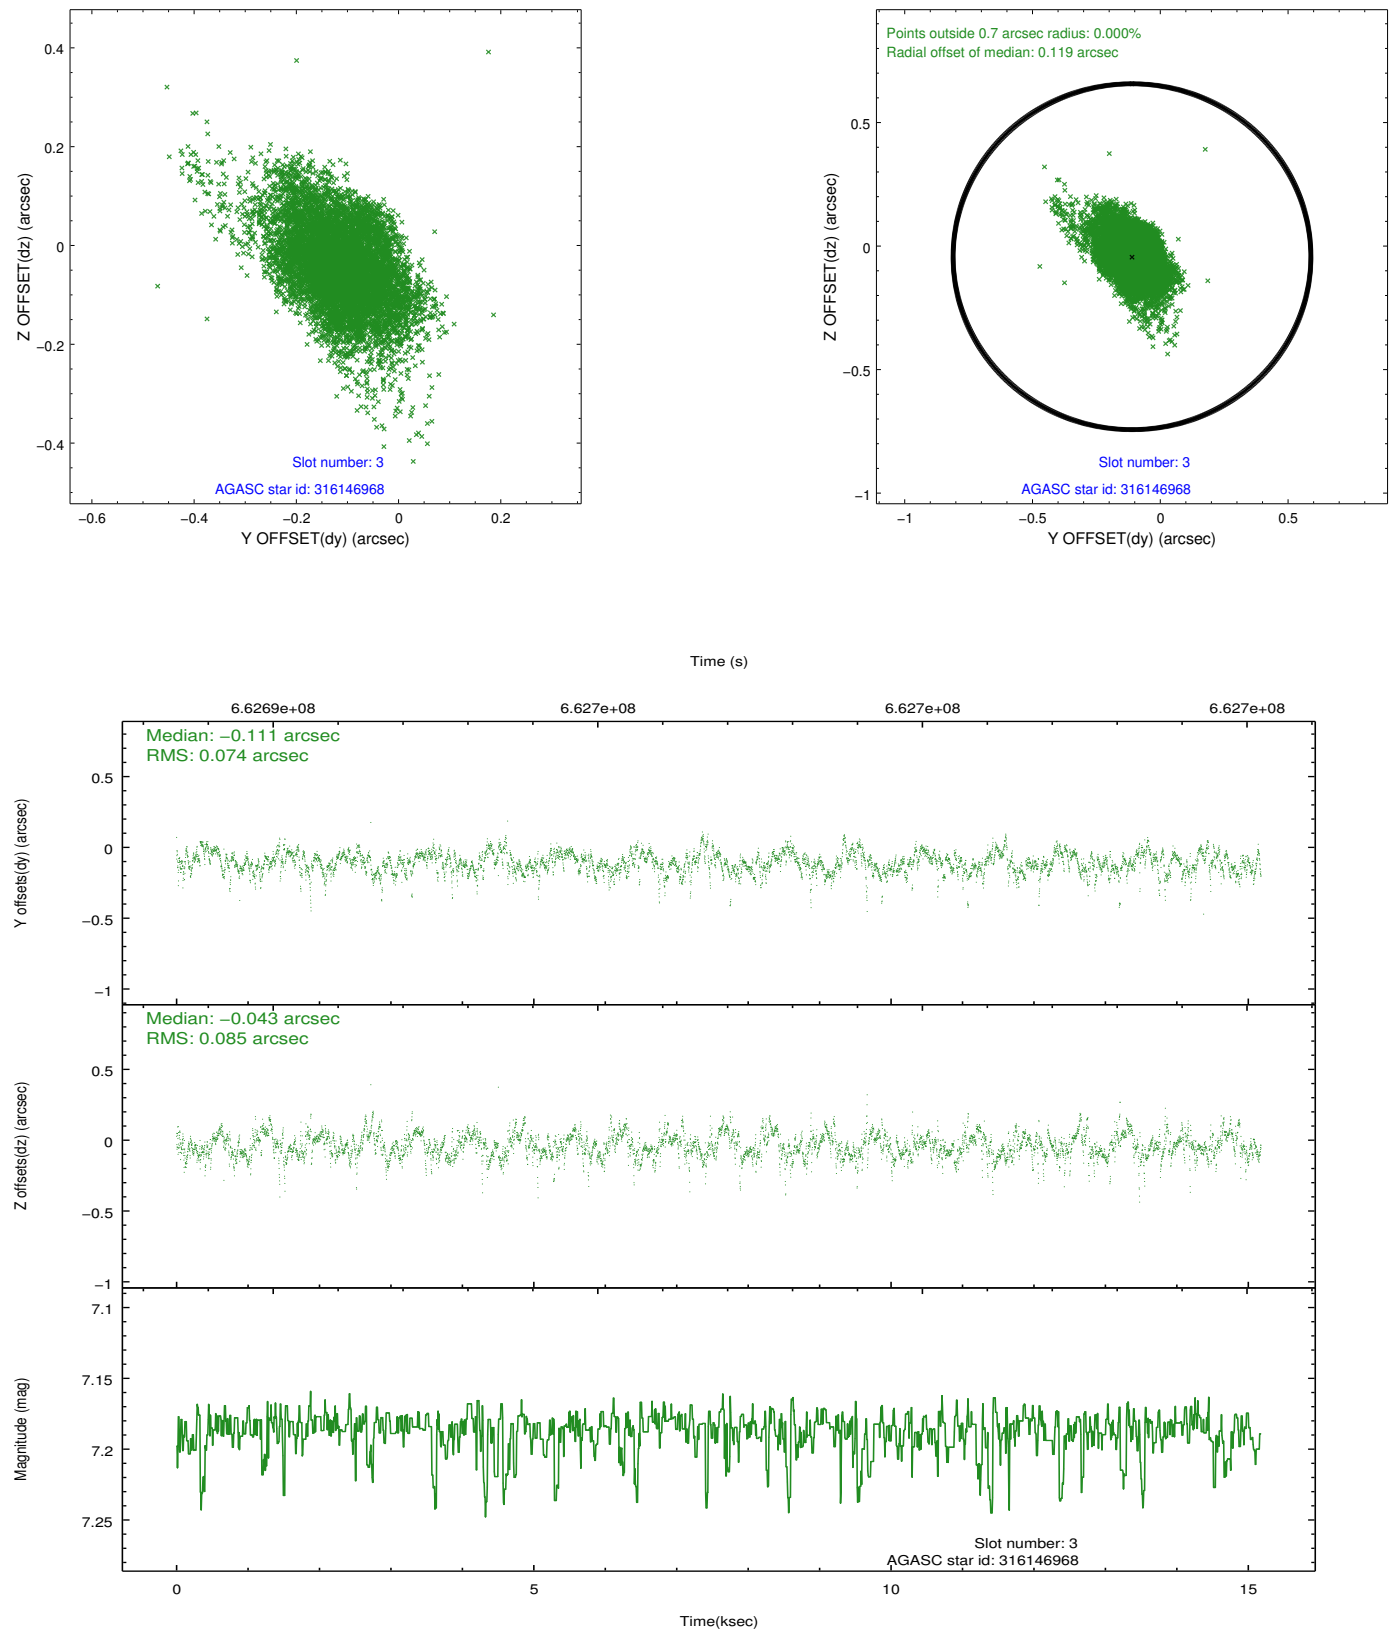 0.4
0.2
0
−0.2
−0.4
Z OFFSET(dz) (arcsec)
Slot number: 3
AGASC star id: 316146968
−0.6
−0.4
−0.2
0
0.2
Y OFFSET(dy) (arcsec)
Points outside 0.7 arcsec radius: 0.000%
Radial offset of median: 0.119 arcsec
0.5
0
−0.5
−1
Z OFFSET(dz) (arcsec)
Slot number: 3
AGASC star id: 316146968
−1
−0.5
0
0.5
Y OFFSET(dy) (arcsec)
Time (s)
6.6269e+08
6.627e+08
6.627e+08
6.627e+08
Median: −0.111 arcsec
RMS: 0.074 arcsec
0.5
0
−0.5
−1
Y offsets(dy) (arcsec)
Median: −0.043 arcsec
RMS: 0.085 arcsec
0.5
0
−0.5
−1
Z offsets(dz) (arcsec)
7.1
7.15
7.2
7.25
Magnitude (mag)
Slot number: 3
AGASC star id: 316146968
0
5
10
15
Time(ksec)